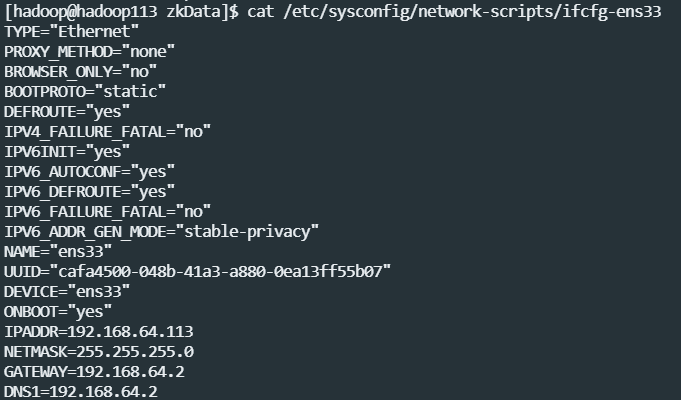 [hadoop@hadoop113 zkData]$ cat /etc/sysconfig/network-scripts/ifcfg-ens33
TYPE="Ethernet"
PROXY_METHOD="none"
BROWSER_ONLY="no"
BOOTPROTO="static"
DEFROUTE="yes"
IPV4_FAILURE_FATAL="no"
IPV6INIT="yes"
IPV6_AUTOCONF="yes"
IPV6_DEFROUTE="yes"
IPV6_FAILURE_FATAL="no"
IPV6_ADDR_GEN_MODE="stable-privacy"
NAME="ens33"
UUID="cafa4500-048b-41a3-a880-0ea13ff55b07"
DEVICE="ens33"
ONBOOT="yes"
IPADDR=192.168.64.113
NETMASK=255.255.255.0
GATEWAY=192.168.64.2
DNS1=192.168.64.2